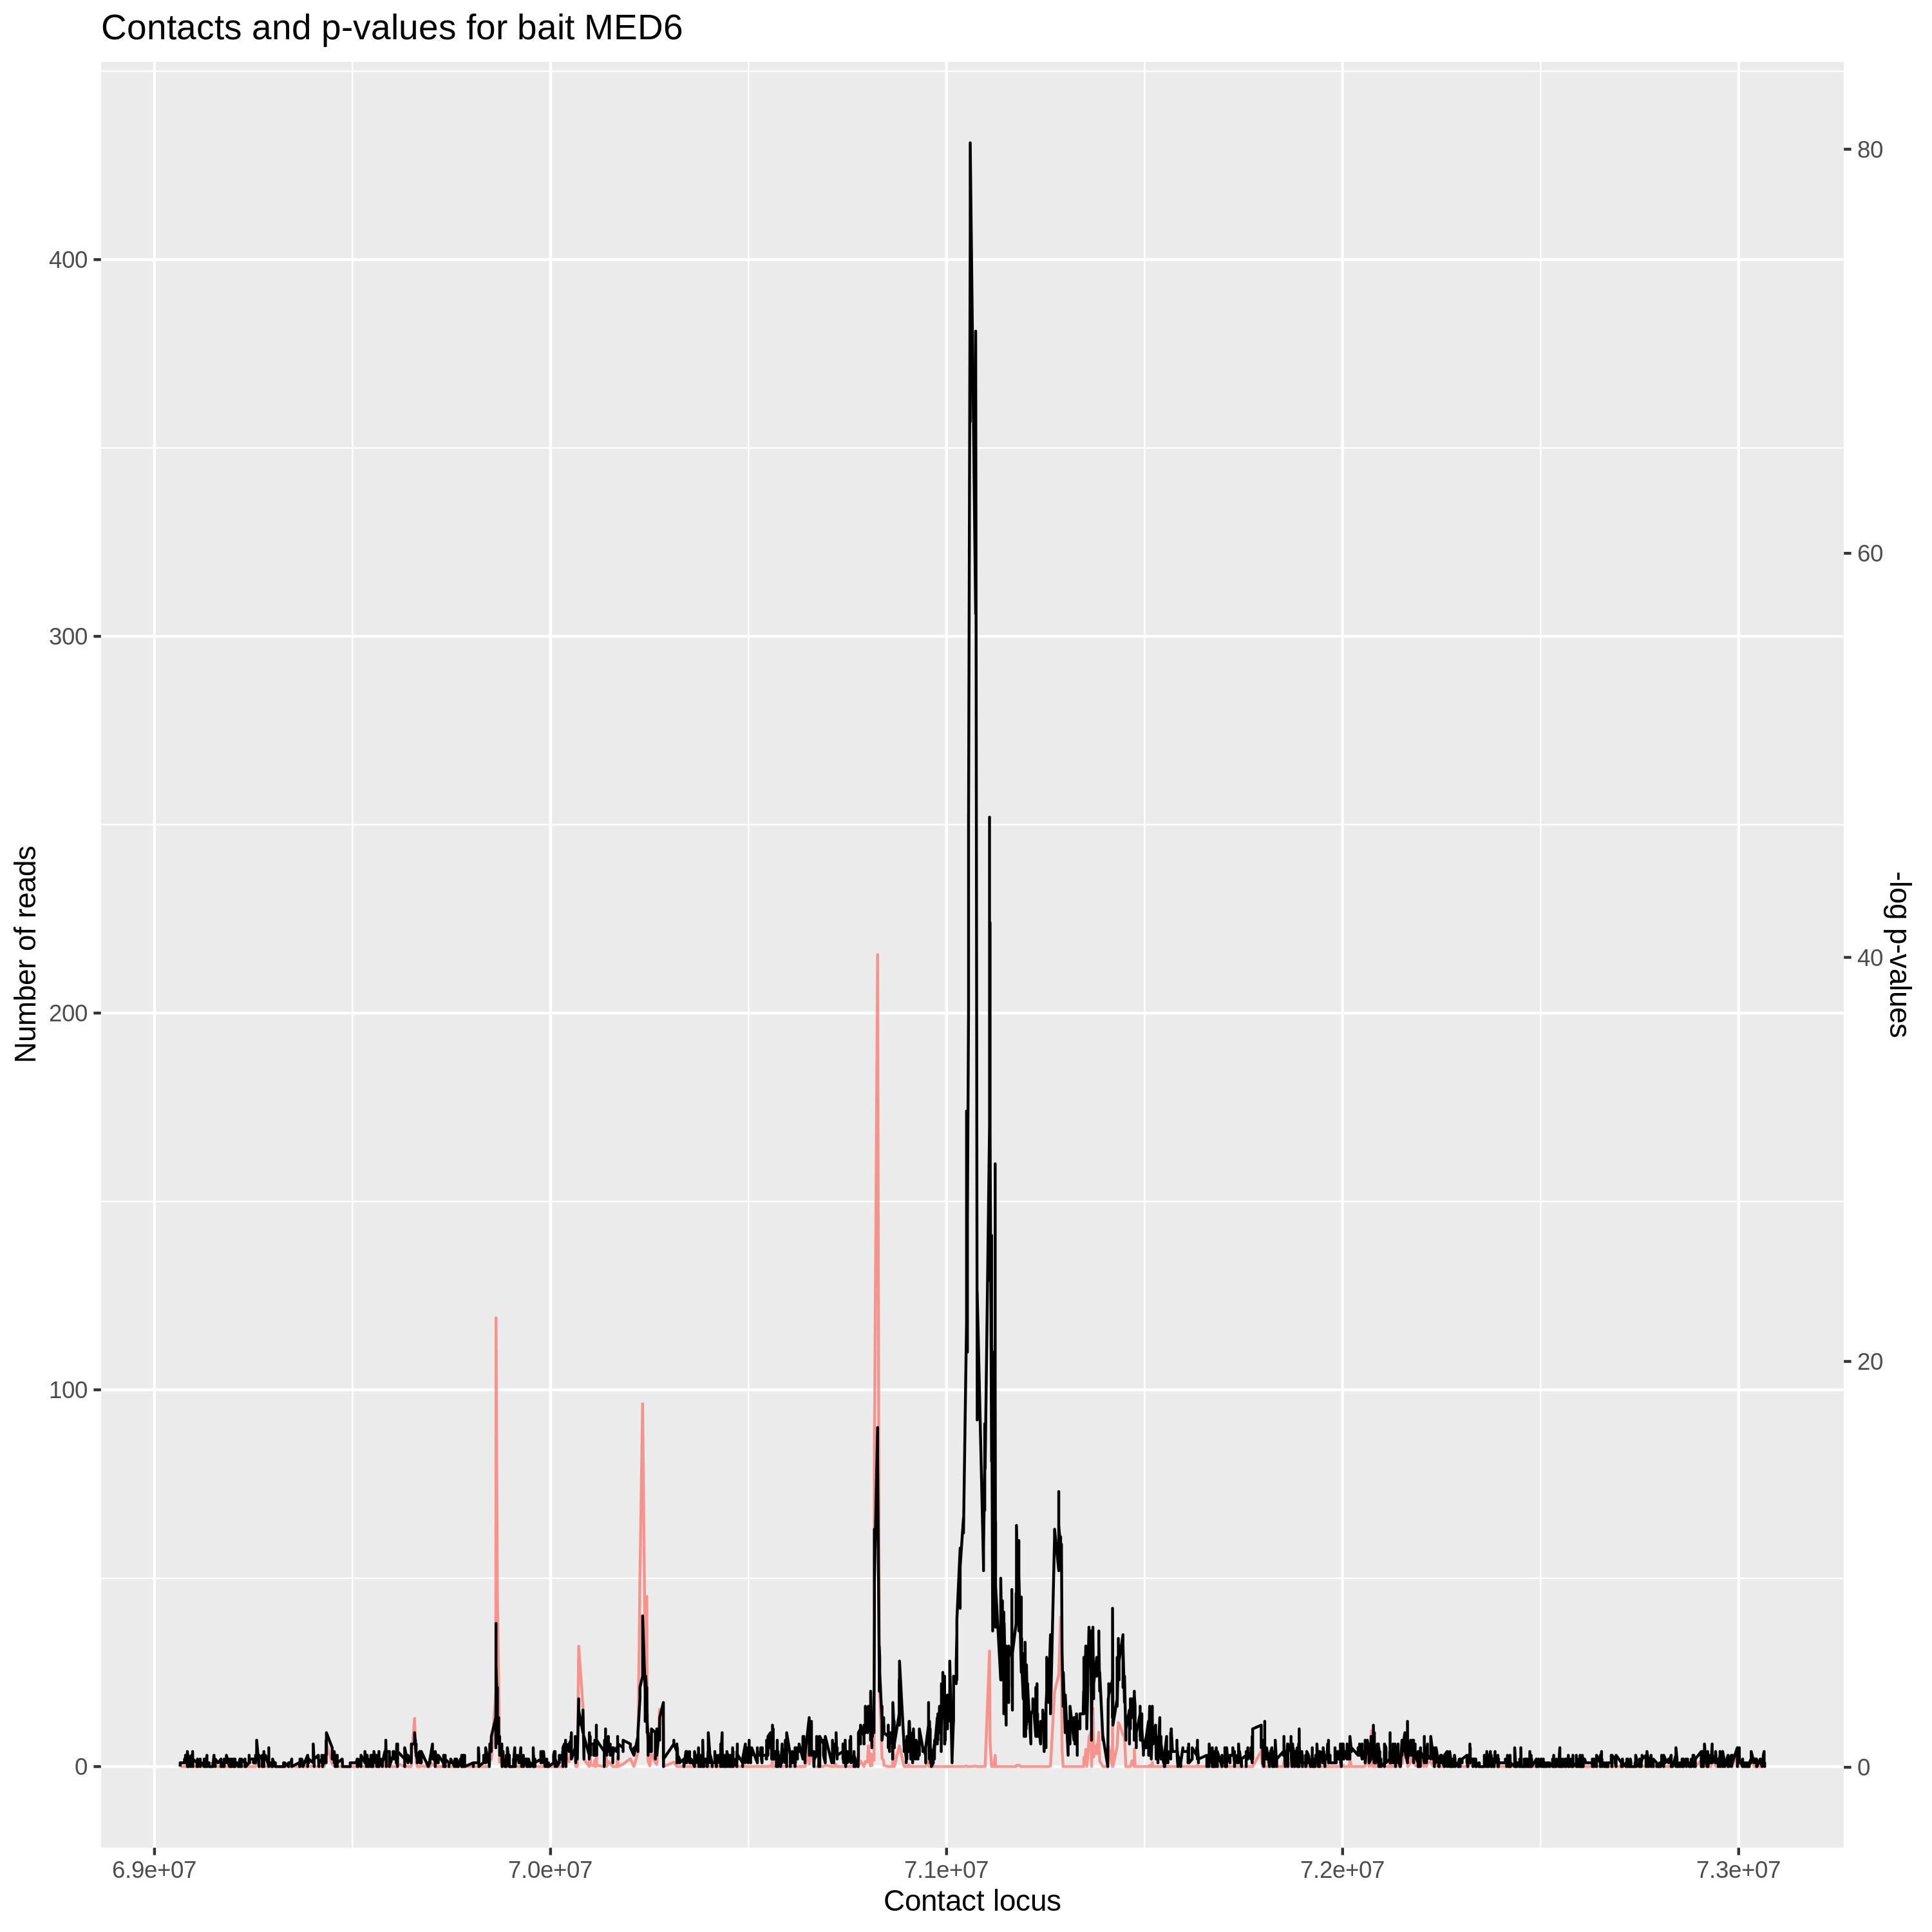 Contacts and p-values for bait MED6
Number of reads
400
300
200
100
0
80
60
40
20
0
-log p-values
6.9e+07 7.0e+07 7.1e+07 7.2e+07 7.3e+07
Contact locus